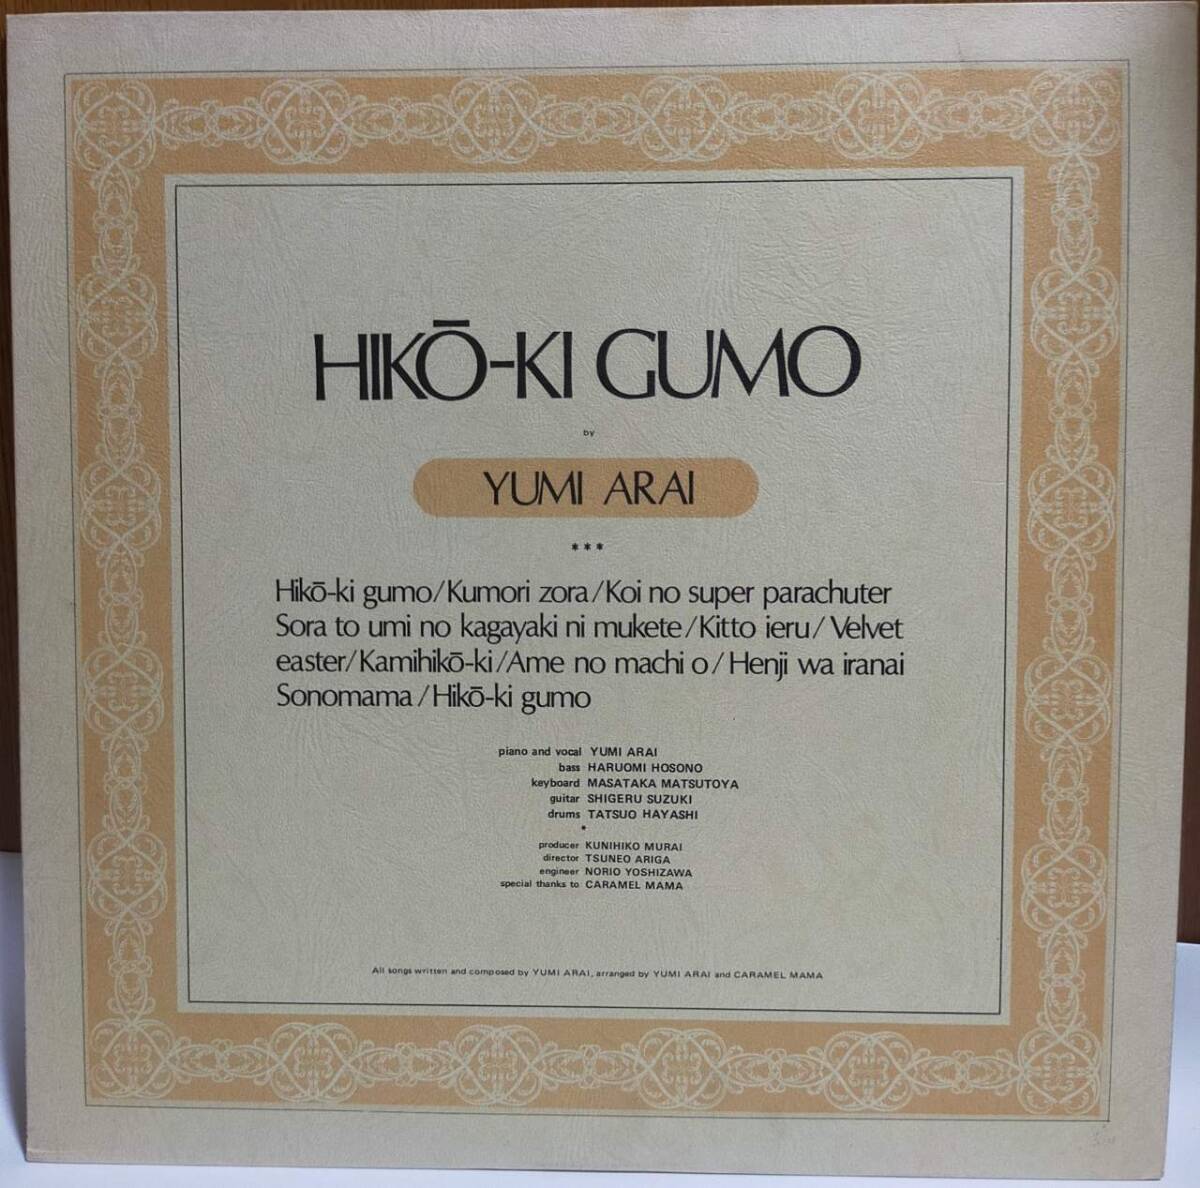 HIKŌ-KI GUMO
by
YUMI ARAI
***
Hikō-ki gumo/Kumori zora/Koi no super parachuter
Sora to umi no kagayaki ni mukete/Kitto ieru/Velvet
easter/Kamihikō-ki/Ame no machi o/Henji wa iranai
Sonomama/Hikō-ki gumo
piano and vocal YUMI ARAI
bass HARUOMI HOSONO
keyboard MASATAKA MATSUTOYA
guitar SHIGERU SUZUKI
drums TATSUO HAYASHI
*
producer KUNIHIKO MURAI
director TSUNEO ARIGA
engineer NORIO YOSHIZAWA
special thanks to CARAMEL MAMA
All songs written and composed by YUMI ARAI, arranged by YUMI ARAI and CARAMEL MAMA